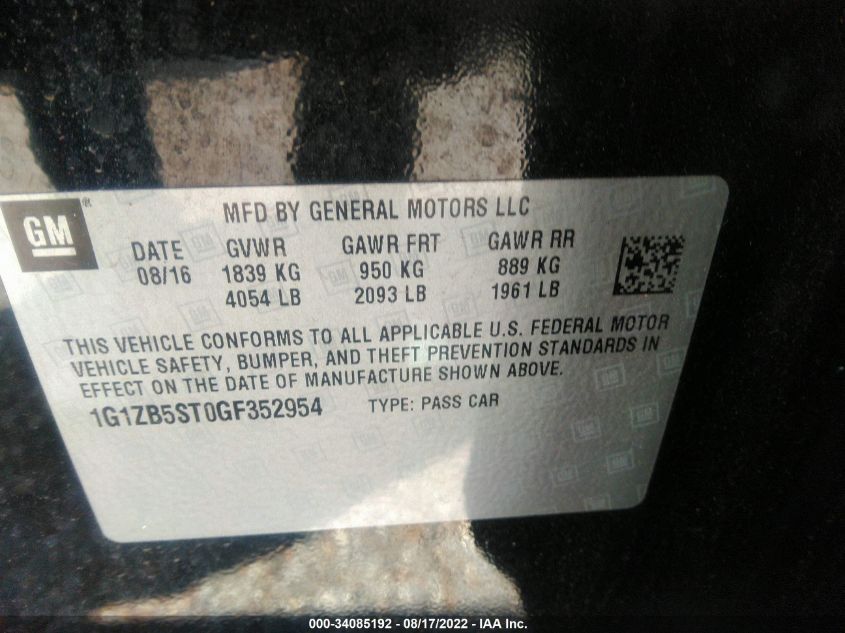 GM®
MFD BY GENERAL MOTORS LLC
DATE GVWR GAWR FRT GAWR RR
08/16 1839 KG 950 KG 889 KG
4054 LB 2093 LB 1961 LB
THIS VEHICLE CONFORMS TO ALL APPLICABLE U.S. FEDERAL MOTOR
VEHICLE SAFETY, BUMPER, AND THEFT PREVENTION STANDARDS IN
EFFECT ON THE DATE OF MANUFACTURE SHOWN ABOVE.
1G1ZB5ST0GF352954 TYPE: PASS CAR
000-34085192 - 08/17/2022 - IAA Inc.